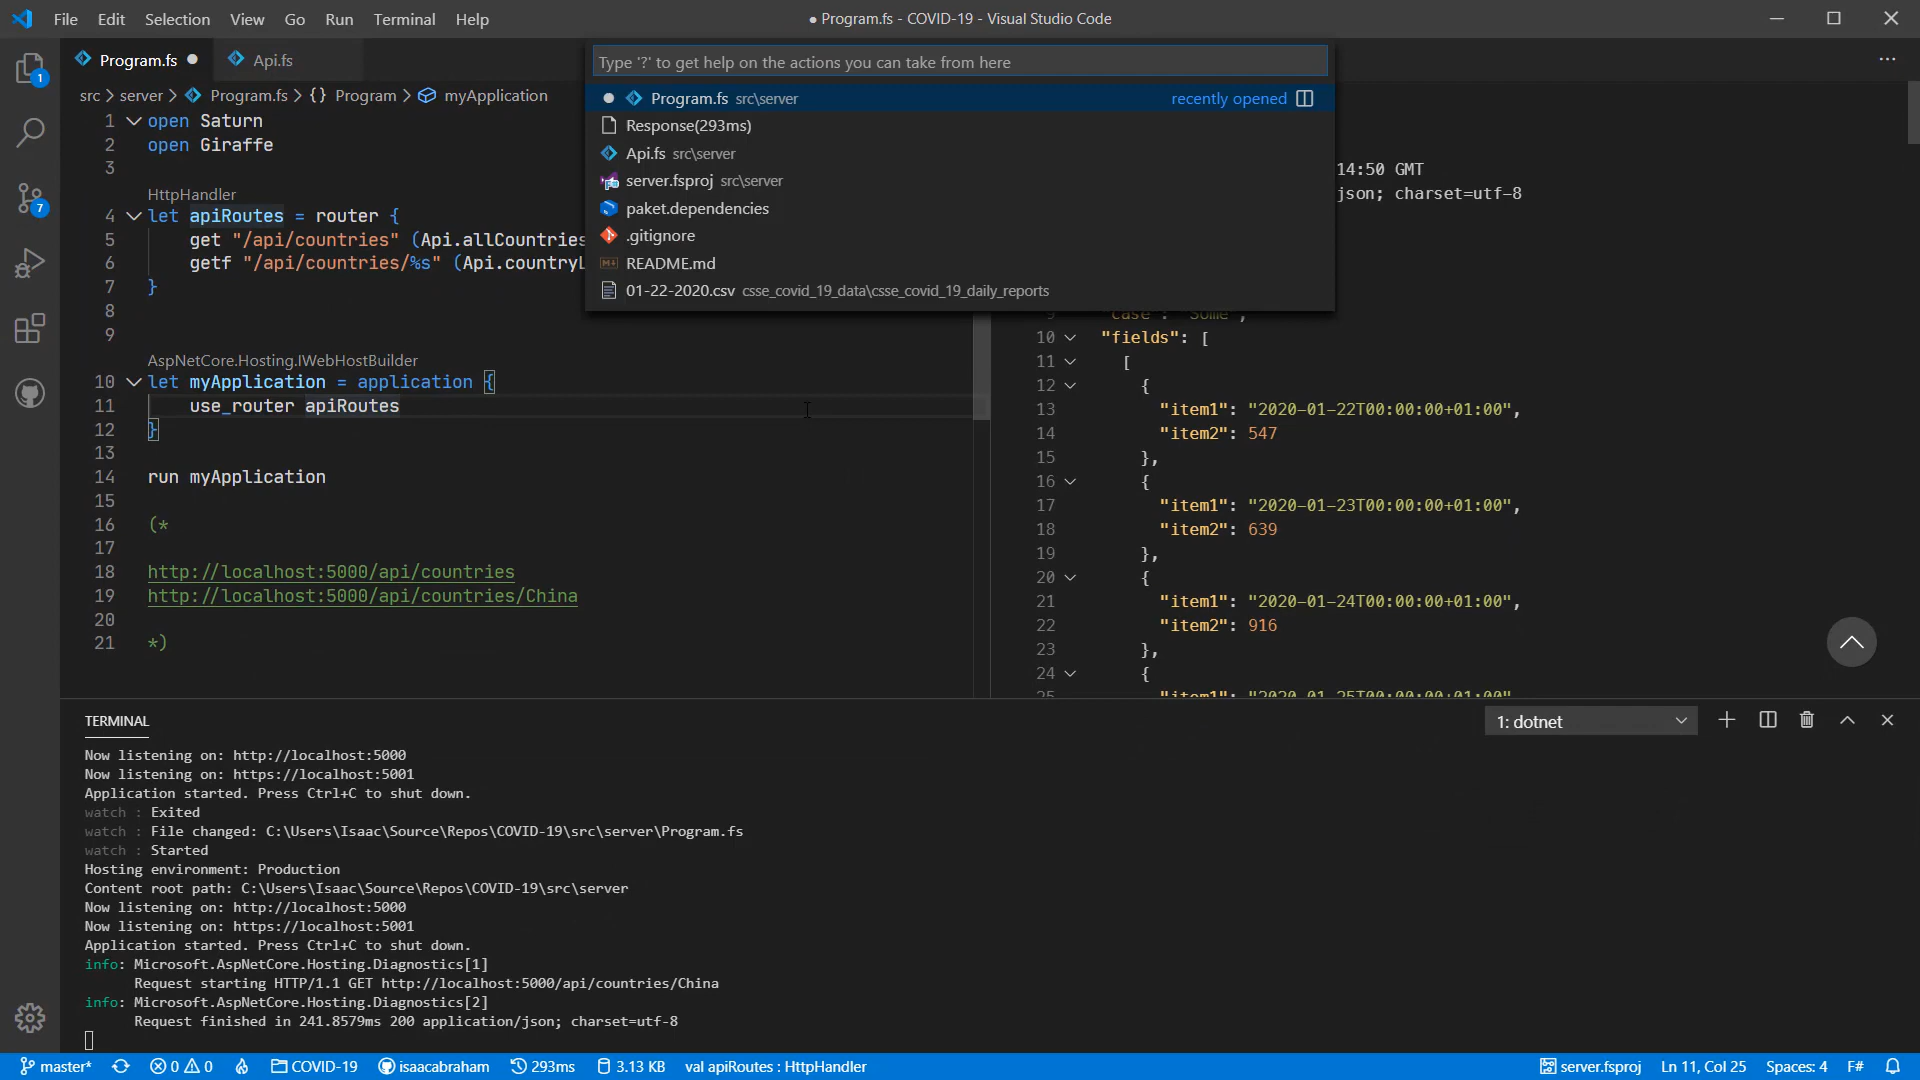 File Edit Selection View Go Run Terminal Help
● Program.fs - COVID-19 - Visual Studio Code
Program.fs ●
Api.fs
src > server > Program.fs > {} Program > myApplication
1 open Saturn
2 open Giraffe
3
HttpHandler
4 let apiRoutes = router {
5 get "/api/countries" (Api.allCountries
6 getf "/api/countries/%s" (Api.country
7 }
8
9
AspNetCore.Hosting.IWebHostBuilder
10 let myApplication = application {
11 use_router apiRoutes
12 }
13
14 run myApplication
15
16 (*
17
18 http://localhost:5000/api/countries
19 http://localhost:5000/api/countries/China
20
21 *)
Type '?' to get help on the actions you can take from here
Program.fs src\server recently opened
Response(293ms)
Api.fs src\server
server.fsproj src\server
paket.dependencies
.gitignore
README.md
01-22-2020.csv csse_covid_19_data\csse_covid_19_daily_reports
14:50 GMT
json; charset=utf-8
9 "case": "Some",
10 "fields": [
11 [
12 {
13 "item1": "2020-01-22T00:00:00+01:00",
14 "item2": 547
15 },
16 {
17 "item1": "2020-01-23T00:00:00+01:00",
18 "item2": 639
19 },
20 {
21 "item1": "2020-01-24T00:00:00+01:00",
22 "item2": 916
23 },
24 {
25 "item1": "2020-01-25T00:00:00+01:00",
TERMINAL
1: dotnet
Now listening on: http://localhost:5000
Now listening on: https://localhost:5001
Application started. Press Ctrl+C to shut down.
watch : Exited
watch : File changed: C:\Users\Isaac\Source\Repos\COVID-19\src\server\Program.fs
watch : Started
Hosting environment: Production
Content root path: C:\Users\Isaac\Source\Repos\COVID-19\src\server
Now listening on: http://localhost:5000
Now listening on: https://localhost:5001
Application started. Press Ctrl+C to shut down.
info: Microsoft.AspNetCore.Hosting.Diagnostics[1]
Request starting HTTP/1.1 GET http://localhost:5000/api/countries/China
info: Microsoft.AspNetCore.Hosting.Diagnostics[2]
Request finished in 241.8579ms 200 application/json; charset=utf-8
1
7
master* 0 0 COVID-19 isaacabraham 293ms 3.13 KB val apiRoutes : HttpHandler server.fsproj Ln 11, Col 25 Spaces: 4 F#